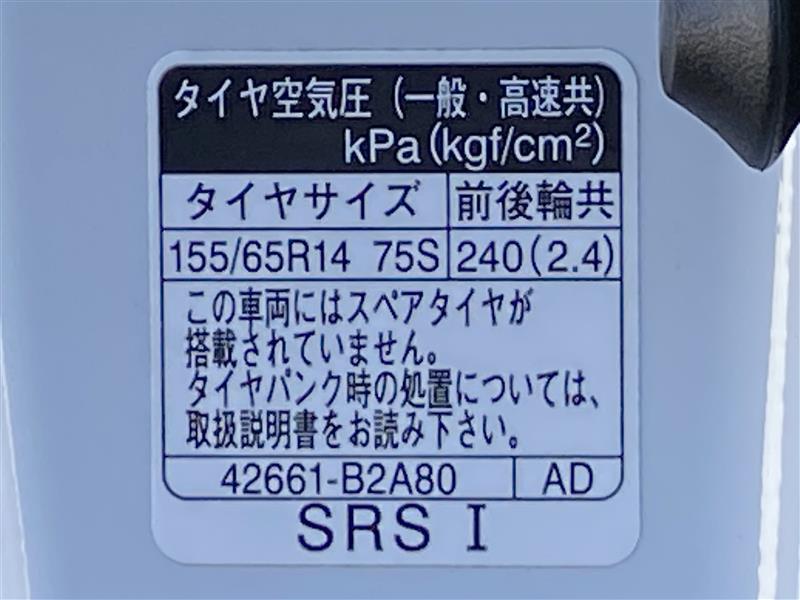 タイヤ空気圧（一般・高速共）
kPa(kgf/cm²)
タイヤサイズ 前後輪共
155/65R14 75S 240(2.4)
この車両にはスペアタイヤが
搭載されていません。
タイヤパンク時の処置については、
取扱説明書をお読み下さい。
42661-B2A80 AD
SRS I